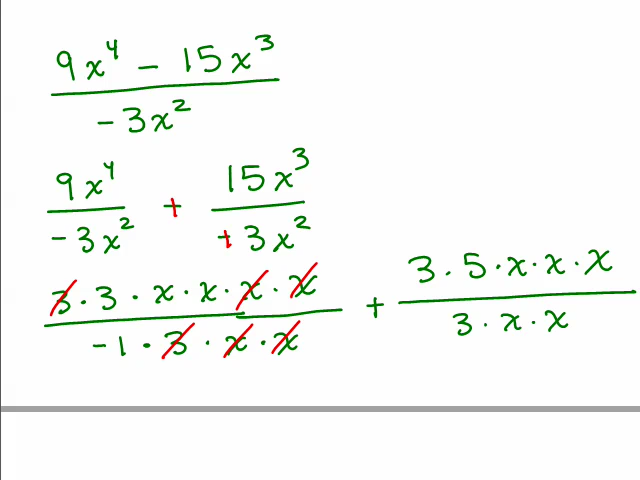 9x⁴ - 15x³
-3x²
9x⁴ + 15x³
-3x² +3x²
3 · 3 · x · x · x · x + 3 · 5 · x · x · x
-1 · 3 · x · x 3 · x · x